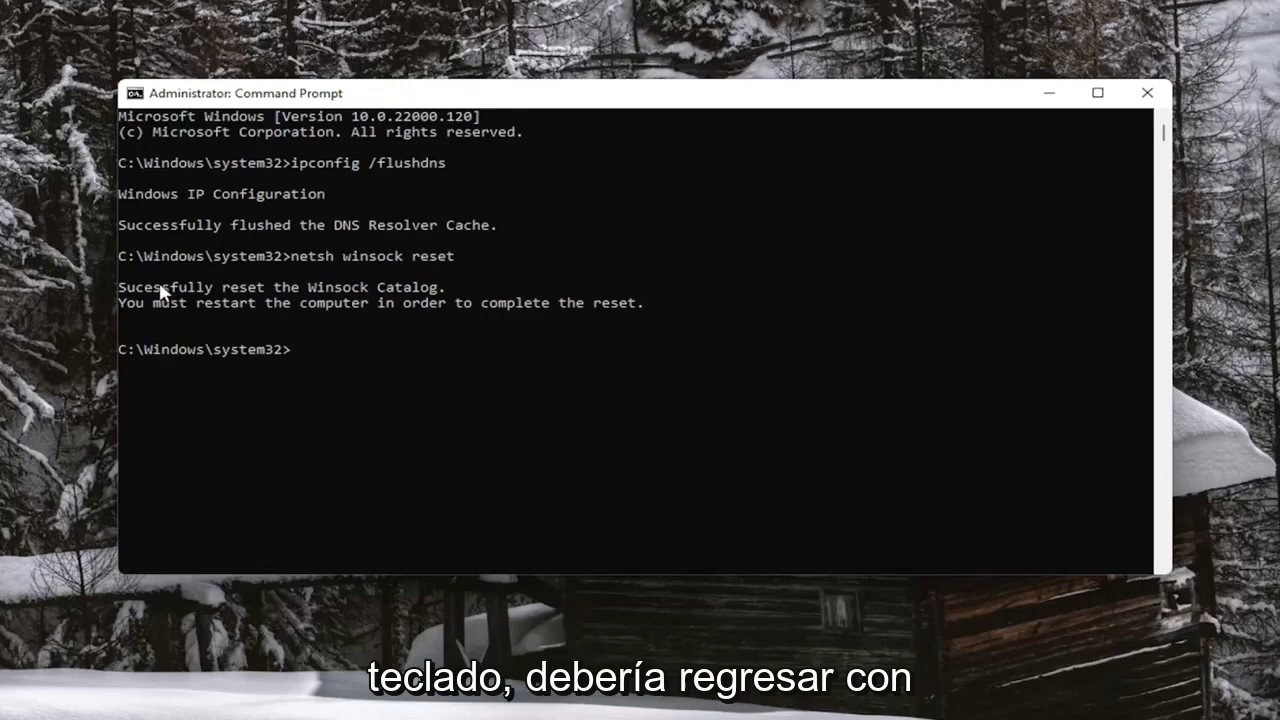 Administrator: Command Prompt
Microsoft Windows [Version 10.0.22000.120]
(c) Microsoft Corporation. All rights reserved.
C:\Windows\system32>ipconfig /flushdns
Windows IP Configuration
Successfully flushed the DNS Resolver Cache.
C:\Windows\system32>netsh winsock reset
Sucessfully reset the Winsock Catalog.
You must restart the computer in order to complete the reset.
C:\Windows\system32>
teclado, debería regresar con